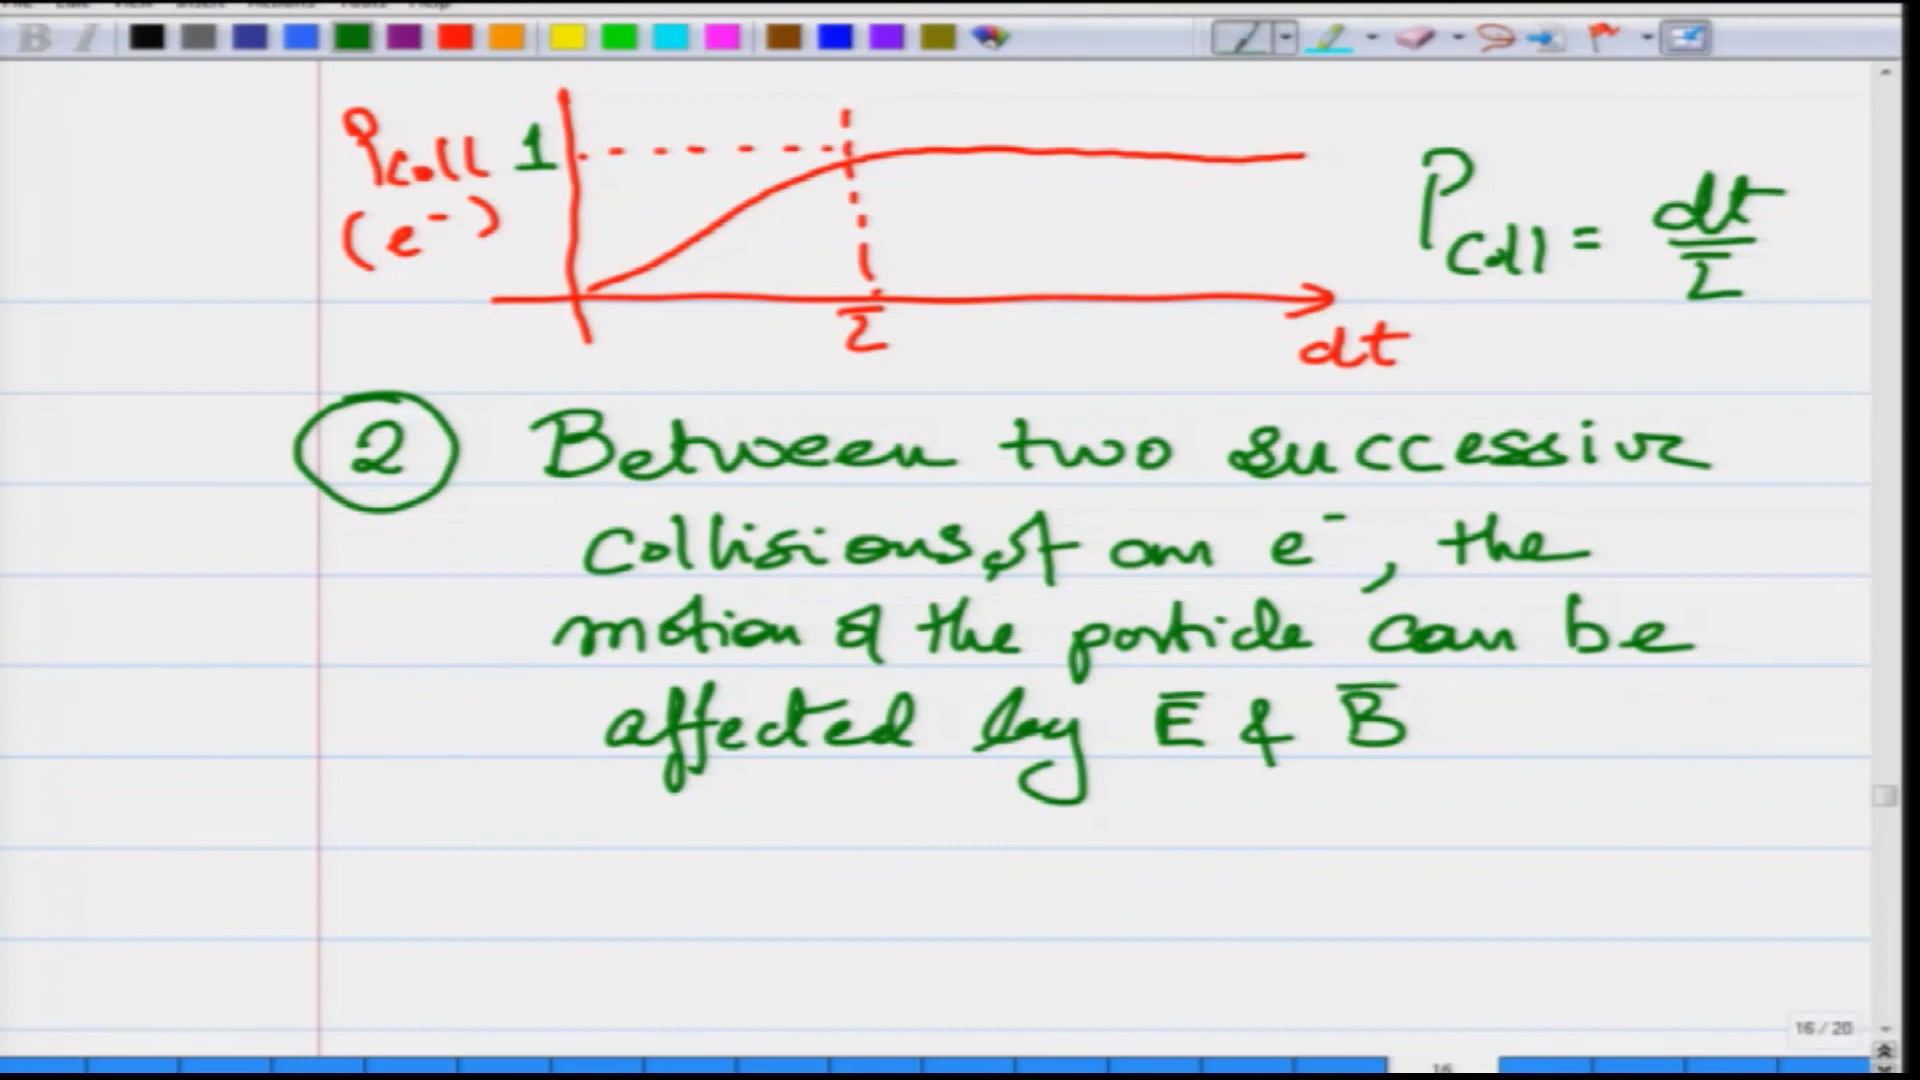 B I
Pcoll 1
(e⁻)
τ
dt
Pcoll = dt/τ
2 Between two successive
collisions, of an e⁻, the
motion of the particle can be
affected by E̅ & B̅
16 / 20
16